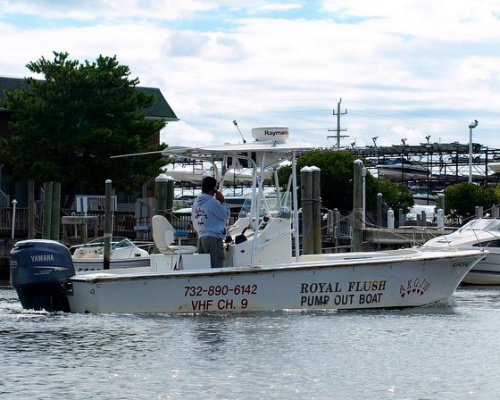 Raymarine
YAMAHA
732-890-6142
VHF CH. 9
ROYAL FLUSH
PUMP OUT BOAT